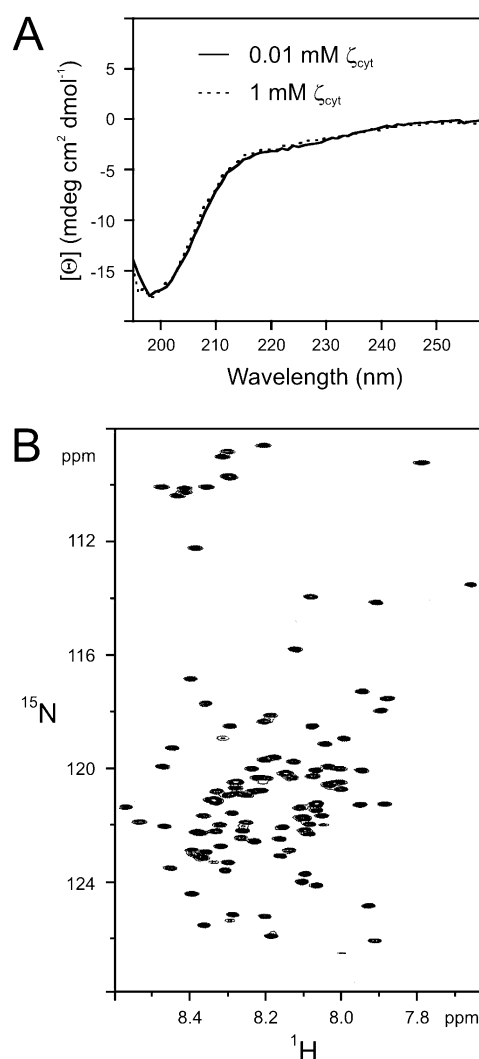 A
0.01 mM ζcyt
1 mM ζcyt
[Θ] (mdeg cm² dmol⁻¹)
5
0
-5
-10
-15
200 210 220 230 240 250
Wavelength (nm)
B
ppm
112
116
¹⁵N
120
124
8.4 8.2 8.0 7.8 ppm
¹H